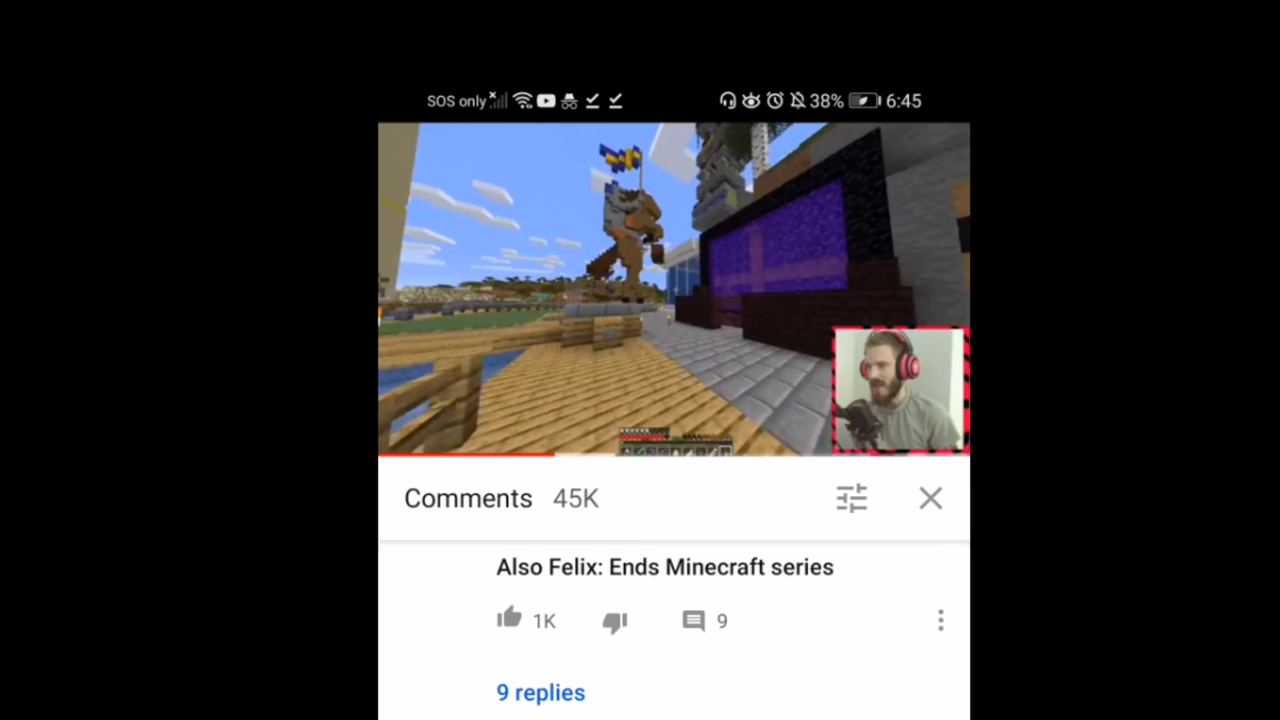 SOS only 38% 6:45
Comments 45K
Also Felix: Ends Minecraft series
1K 9
9 replies